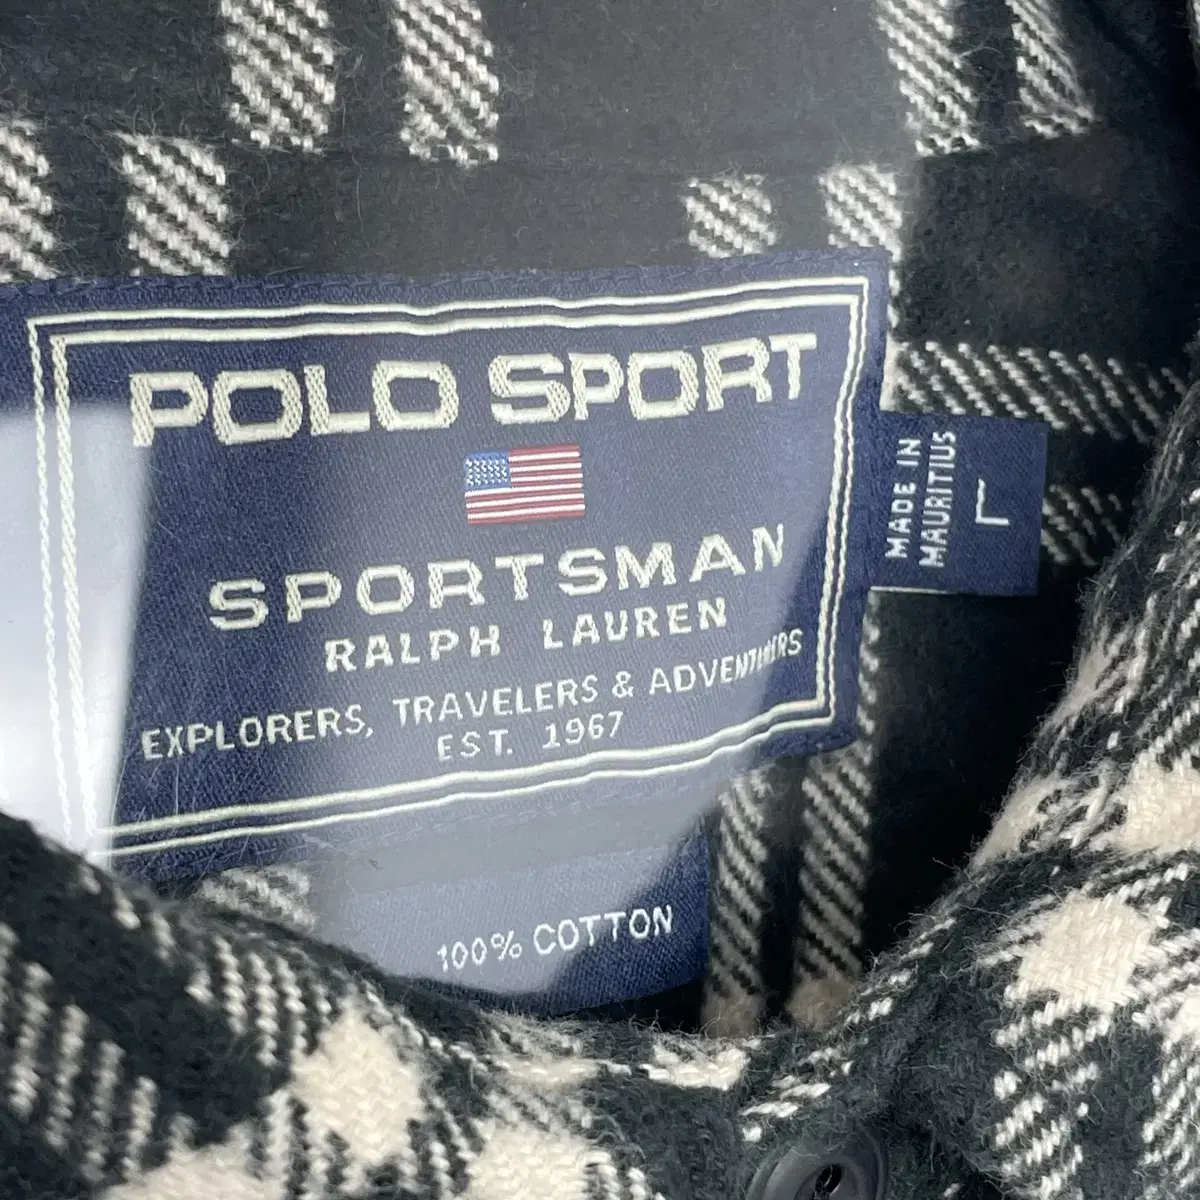 POLO SPORT
SPORTSMAN
RALPH LAUREN
EXPLORERS, TRAVELERS & ADVENTURERS
EST. 1967
MADE IN
MAURITIUS
L
100% COTTON